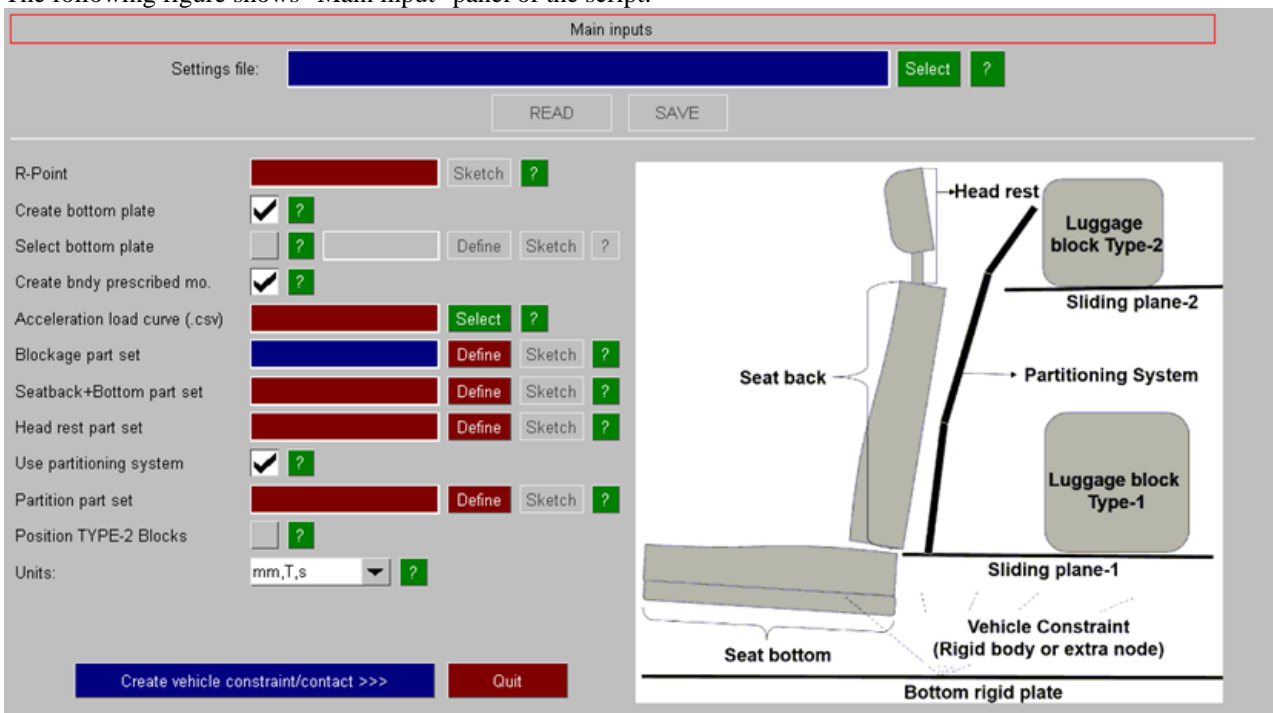 The following figure shows "Main input" panel of the script.
Main inputs
Settings file:
Select ?
READ SAVE
R-Point Sketch ?
Create bottom plate ?
Select bottom plate ? Define Sketch ?
Create bndy prescribed mo. ?
Acceleration load curve (.csv) Select ?
Blockage part set Define Sketch ?
Seatback+Bottom part set Define Sketch ?
Head rest part set Define Sketch ?
Use partitioning system ?
Partition part set Define Sketch ?
Position TYPE-2 Blocks ?
Units: mm,T,s ?
Create vehicle constraint/contact >>> Quit
Head rest
Luggage
block Type-2
Sliding plane-2
Seat back
Partitioning System
Luggage block
Type-1
Sliding plane-1
Vehicle Constraint
(Rigid body or extra node)
Seat bottom
Bottom rigid plate